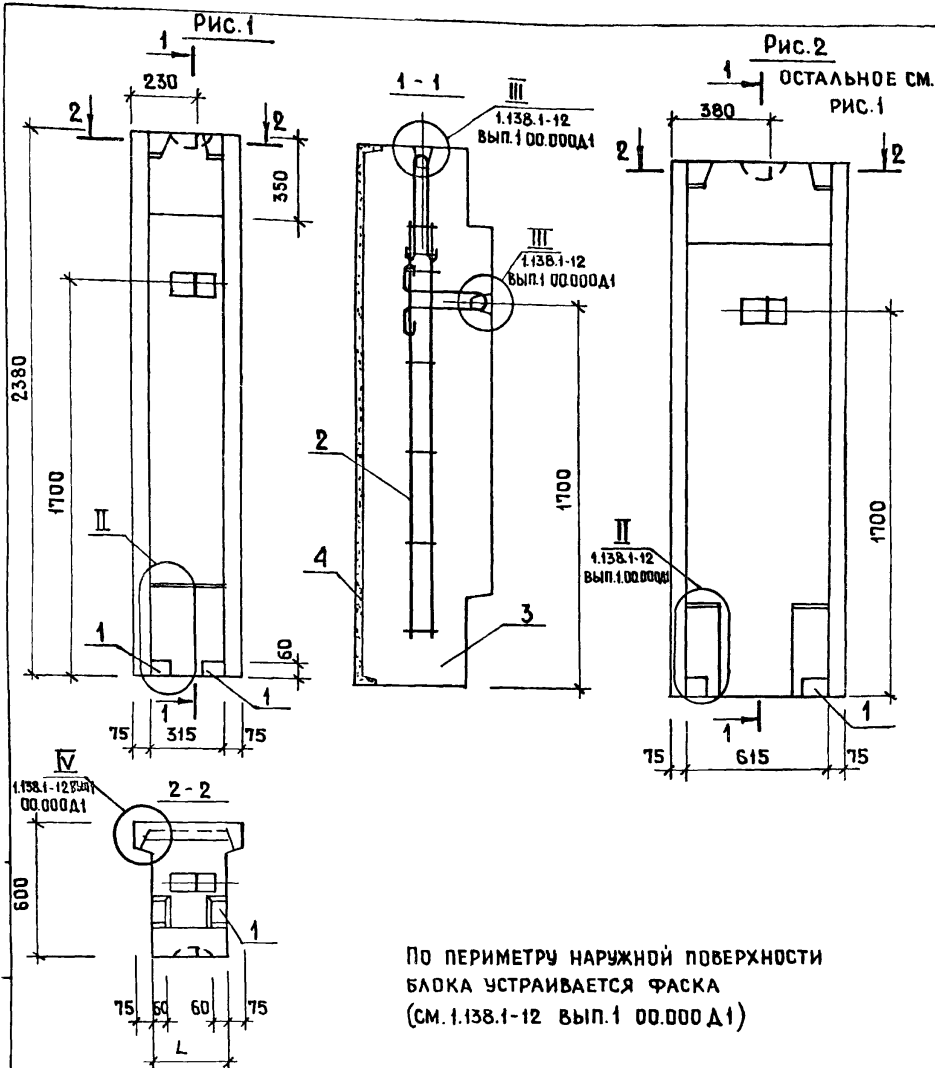 Рис. 1
1
230
2
2
2380
350
1700
II
1
60
1
1
75
315
75
1 - 1
III
1.138.1-12
ВЫП.1 00.000Д1
III
1.138.1-12
ВЫП.1 00.000Д1
2
4
3
1700
Рис. 2
1
ОСТАЛЬНОЕ СМ.
РИС. 1
380
2
2
II
1.138.1-12
ВЫП.1.00.000Д1
1700
1
1
75
615
75
IV
1.138.1-12 ВЫП1
00.000Д1
2 - 2
600
1
75
60
60
75
L
ПО ПЕРИМЕТРУ НАРУЖНОЙ ПОВЕРХНОСТИ
БЛОКА УСТРАИВАЕТСЯ ФАСКА
(СМ. 1.138.1-12 ВЫП.1 00.000 Д1)